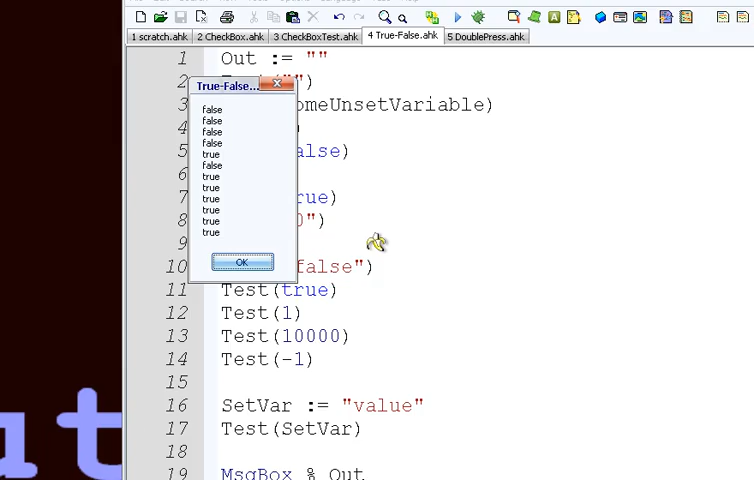 1 scratch.ahk 2 CheckBox.ahk 3 CheckBoxTest.ahk 4 True-False.ahk 5 DoublePress.ahk
1 Out := ""
2 ")
3 omeUnsetVariable)
4
5 alse)
7 rue)
8 0")
9
10 false")
11 Test(true)
12 Test(1)
13 Test(10000)
14 Test(-1)
15
16 SetVar := "value"
17 Test(SetVar)
18
19 MsgBox % Out
True-False...
false
false
false
false
true
false
true
true
true
true
true
true
OK
ut